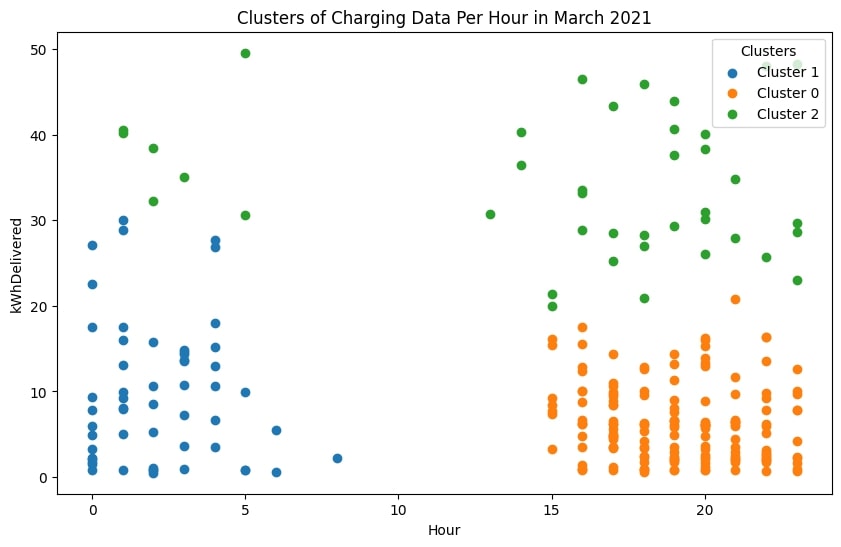 Clusters of Charging Data Per Hour in March 2021
kWhDelivered
50
40
30
20
10
0
Clusters
Cluster 1
Cluster 0
Cluster 2
0 5 10 15 20
Hour